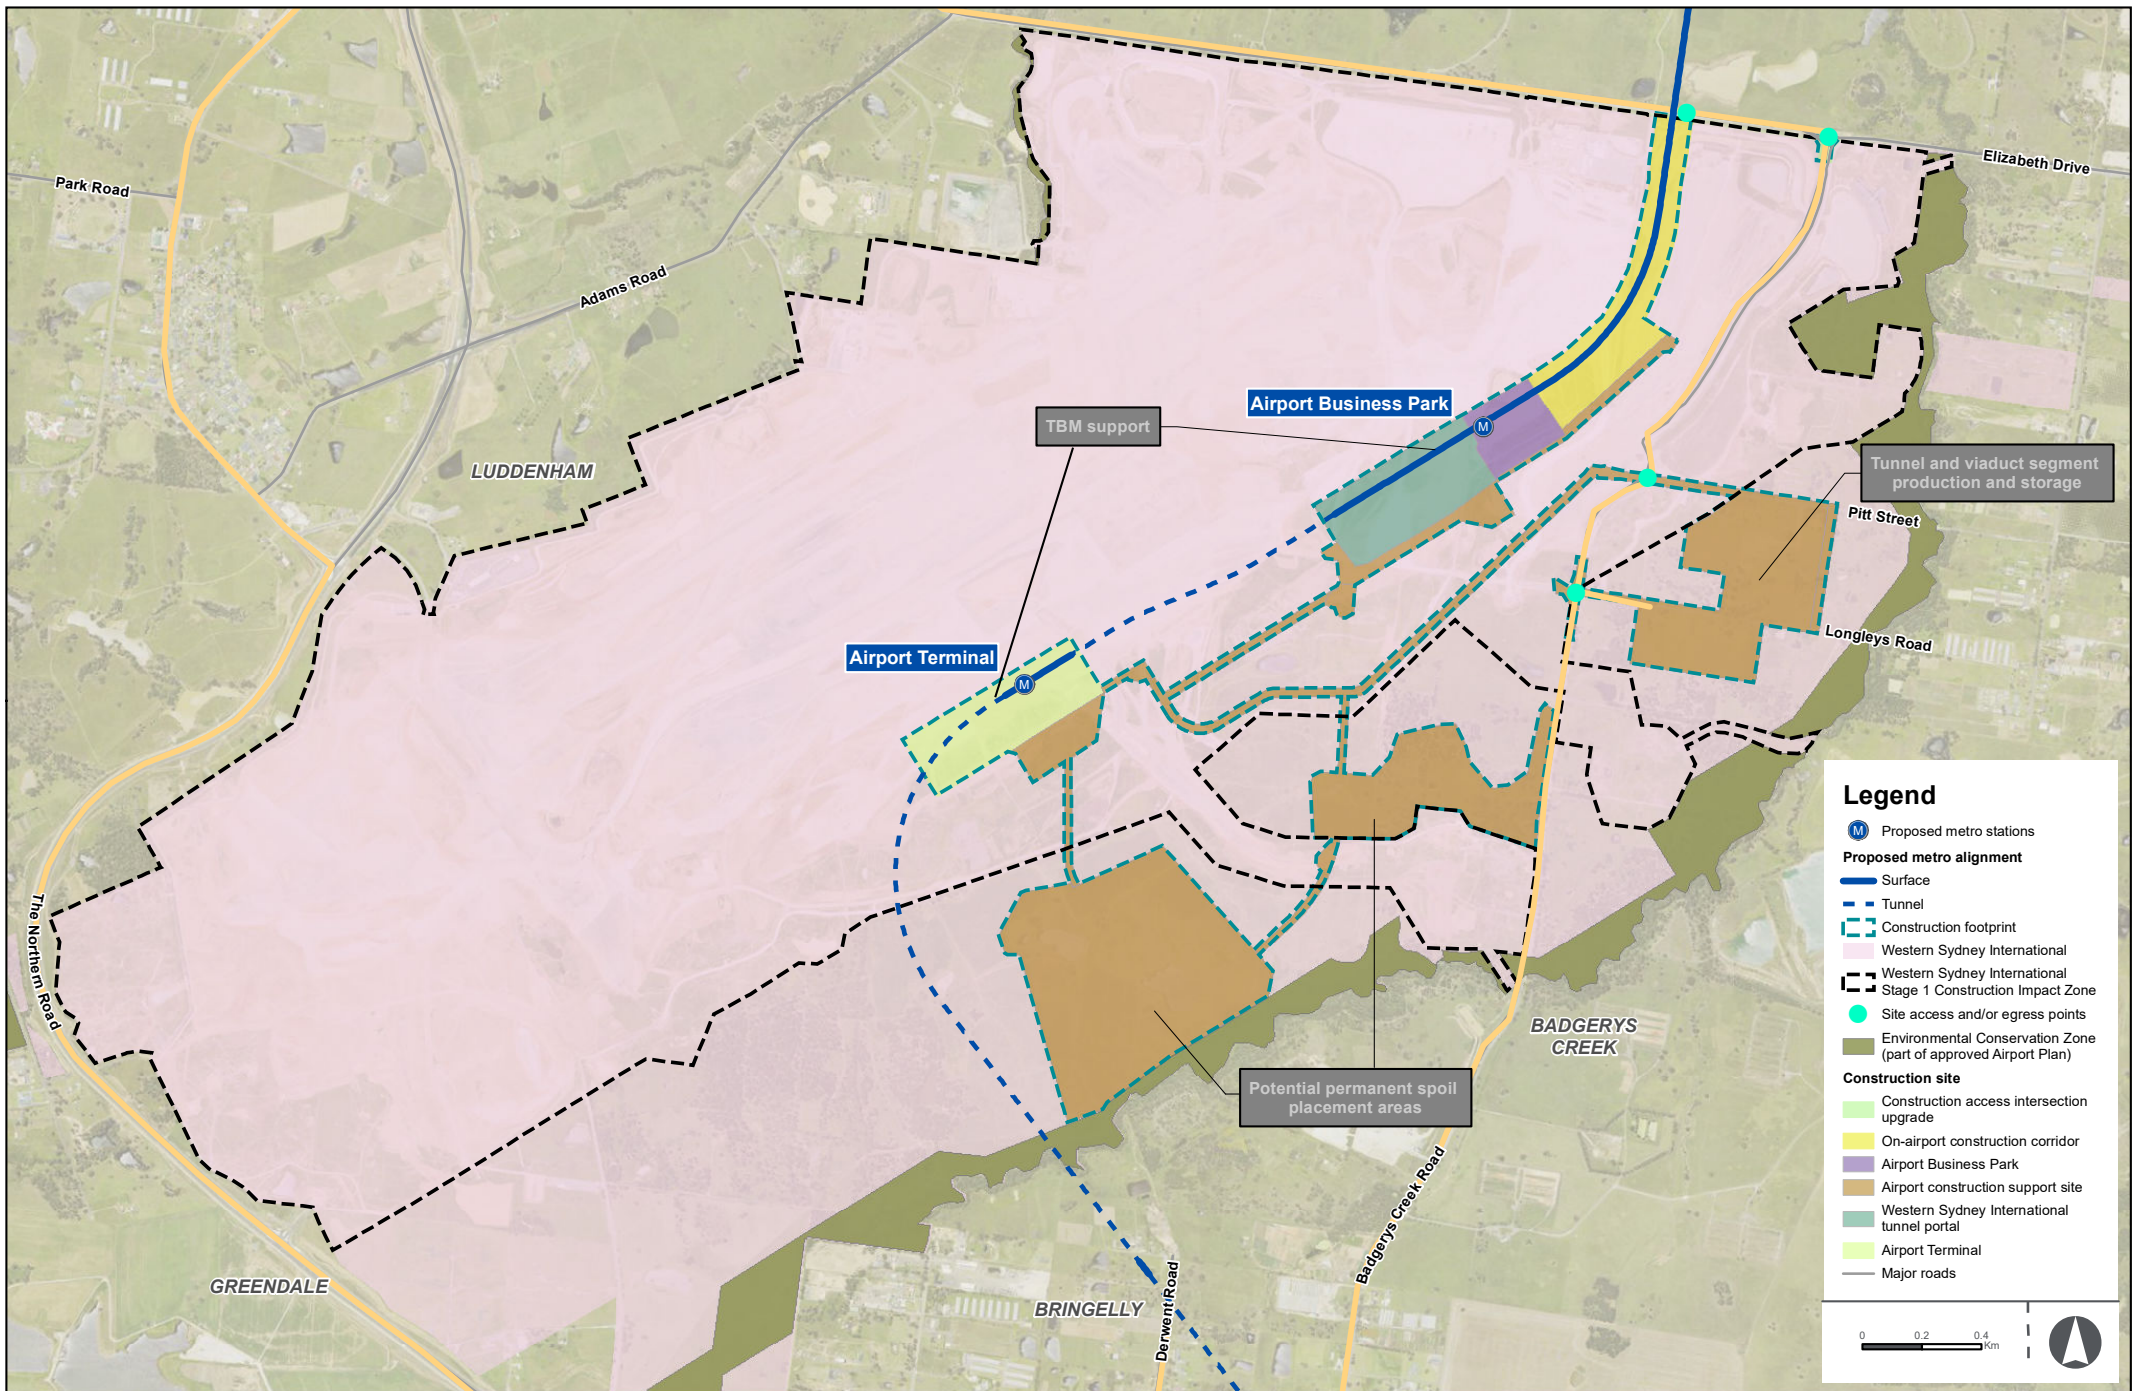 Park Road
Elizabeth Drive
Adams Road
Airport Business Park
M
TBM support
LUDDENHAM
Tunnel and viaduct segment
production and storage
Pitt Street
Longleys Road
Airport Terminal
M
The Northern Road
BADGERYS
CREEK
Potential permanent spoil
placement areas
Badgerys Creek Road
GREENDALE
BRINGELLY
Derwent Road
Legend
M Proposed metro stations
Proposed metro alignment
Surface
Tunnel
Construction footprint
Western Sydney International
Western Sydney International
Stage 1 Construction Impact Zone
Site access and/or egress points
Environmental Conservation Zone
(part of approved Airport Plan)
Construction site
Construction access intersection
upgrade
On-airport construction corridor
Airport Business Park
Airport construction support site
Western Sydney International
tunnel portal
Airport Terminal
Major roads
0 0.2 0.4
Km